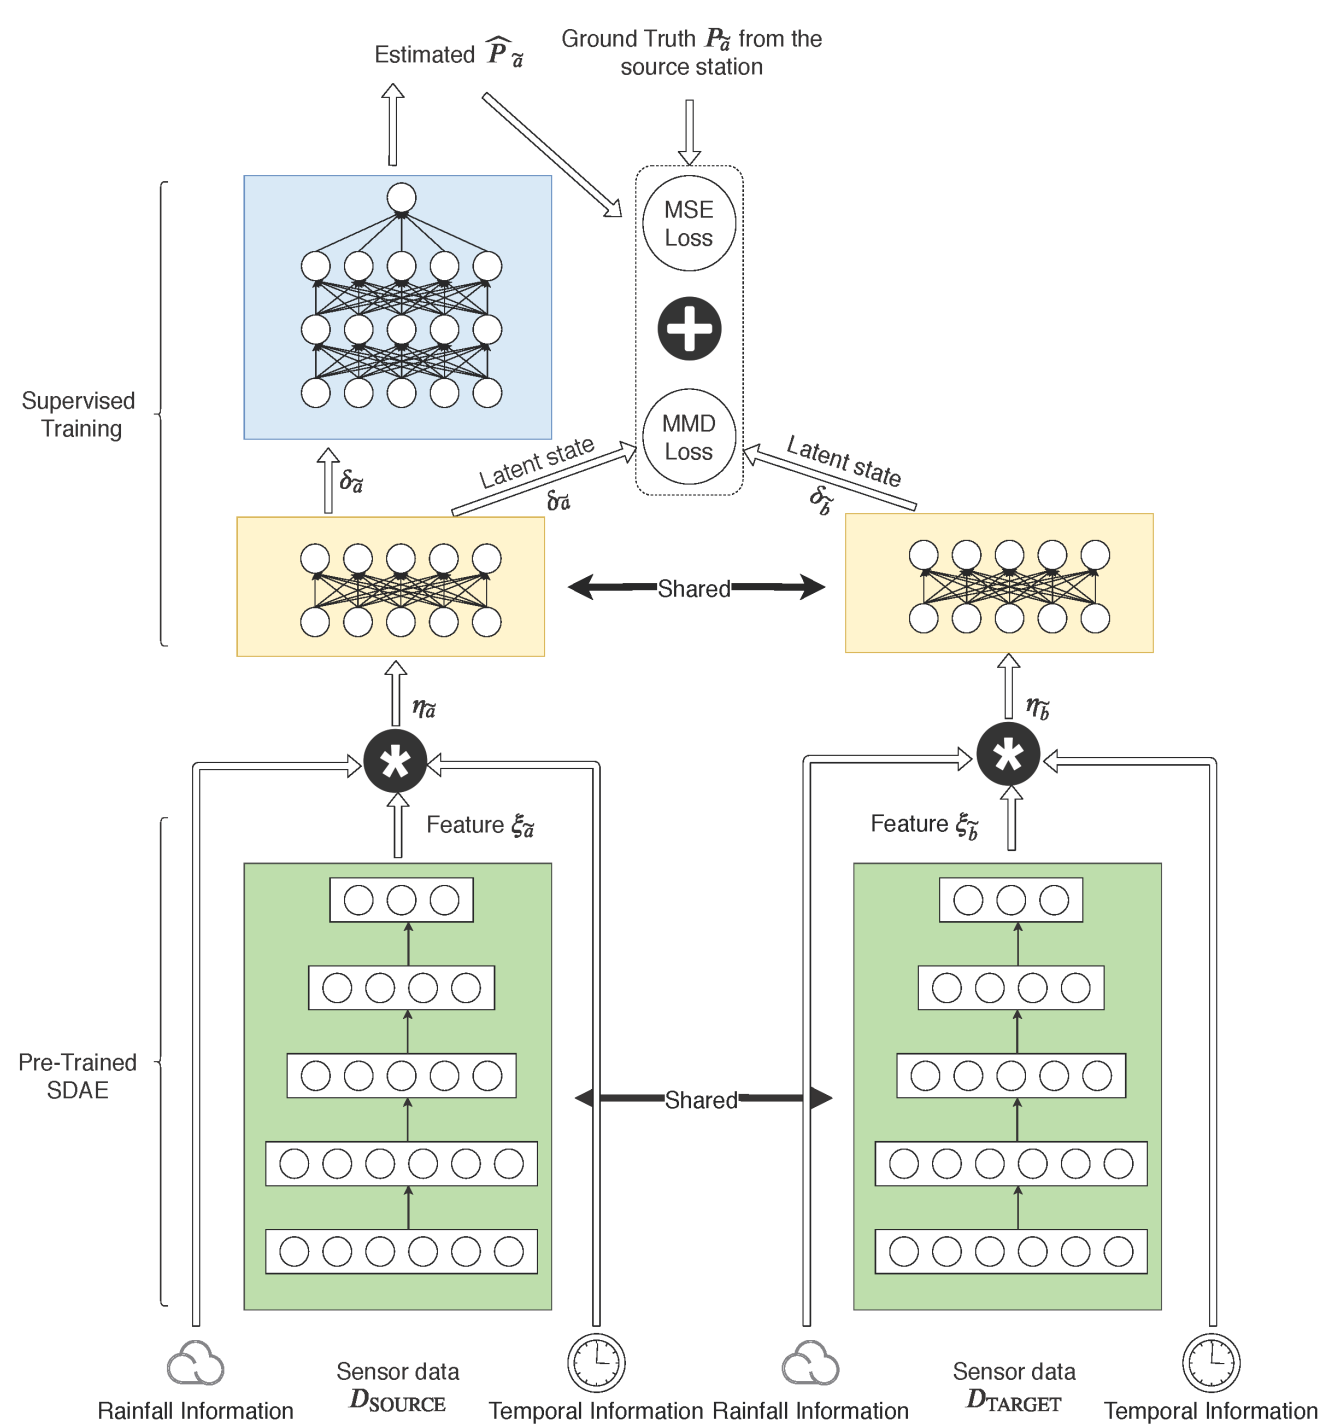 Estimated P̂ ã
Ground Truth Pã from the
source station
MSE
Loss
MMD
Loss
Supervised
Training
Latent state
δã
Latent state
δb̃
δã
Shared
ηã
ηb̃
*
*
Feature ξã
Feature ξb̃
Pre-Trained
SDAE
Shared
Sensor data
DSOURCE
Sensor data
DTARGET
Rainfall Information
Temporal Information
Rainfall Information
Temporal Information